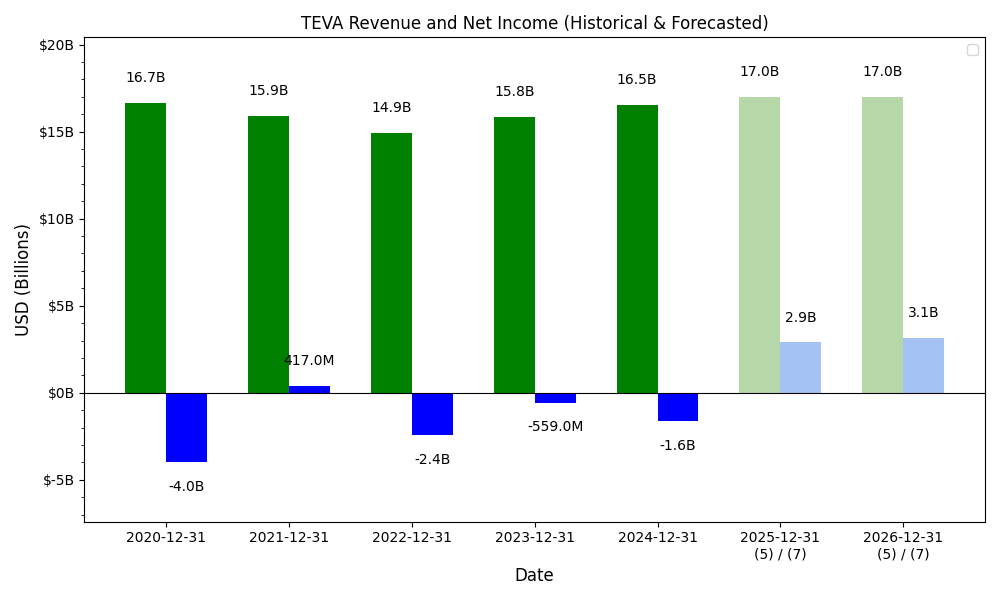 TEVA Revenue and Net Income (Historical & Forecasted)
USD (Billions)
$20B
$15B
$10B
$5B
$0B
$-5B
16.7B
15.9B
14.9B
15.8B
16.5B
17.0B
17.0B
-4.0B
417.0M
-2.4B
-559.0M
-1.6B
2.9B
3.1B
2020-12-31
2021-12-31
2022-12-31
2023-12-31
2024-12-31
2025-12-31
(5) / (7)
2026-12-31
(5) / (7)
Date